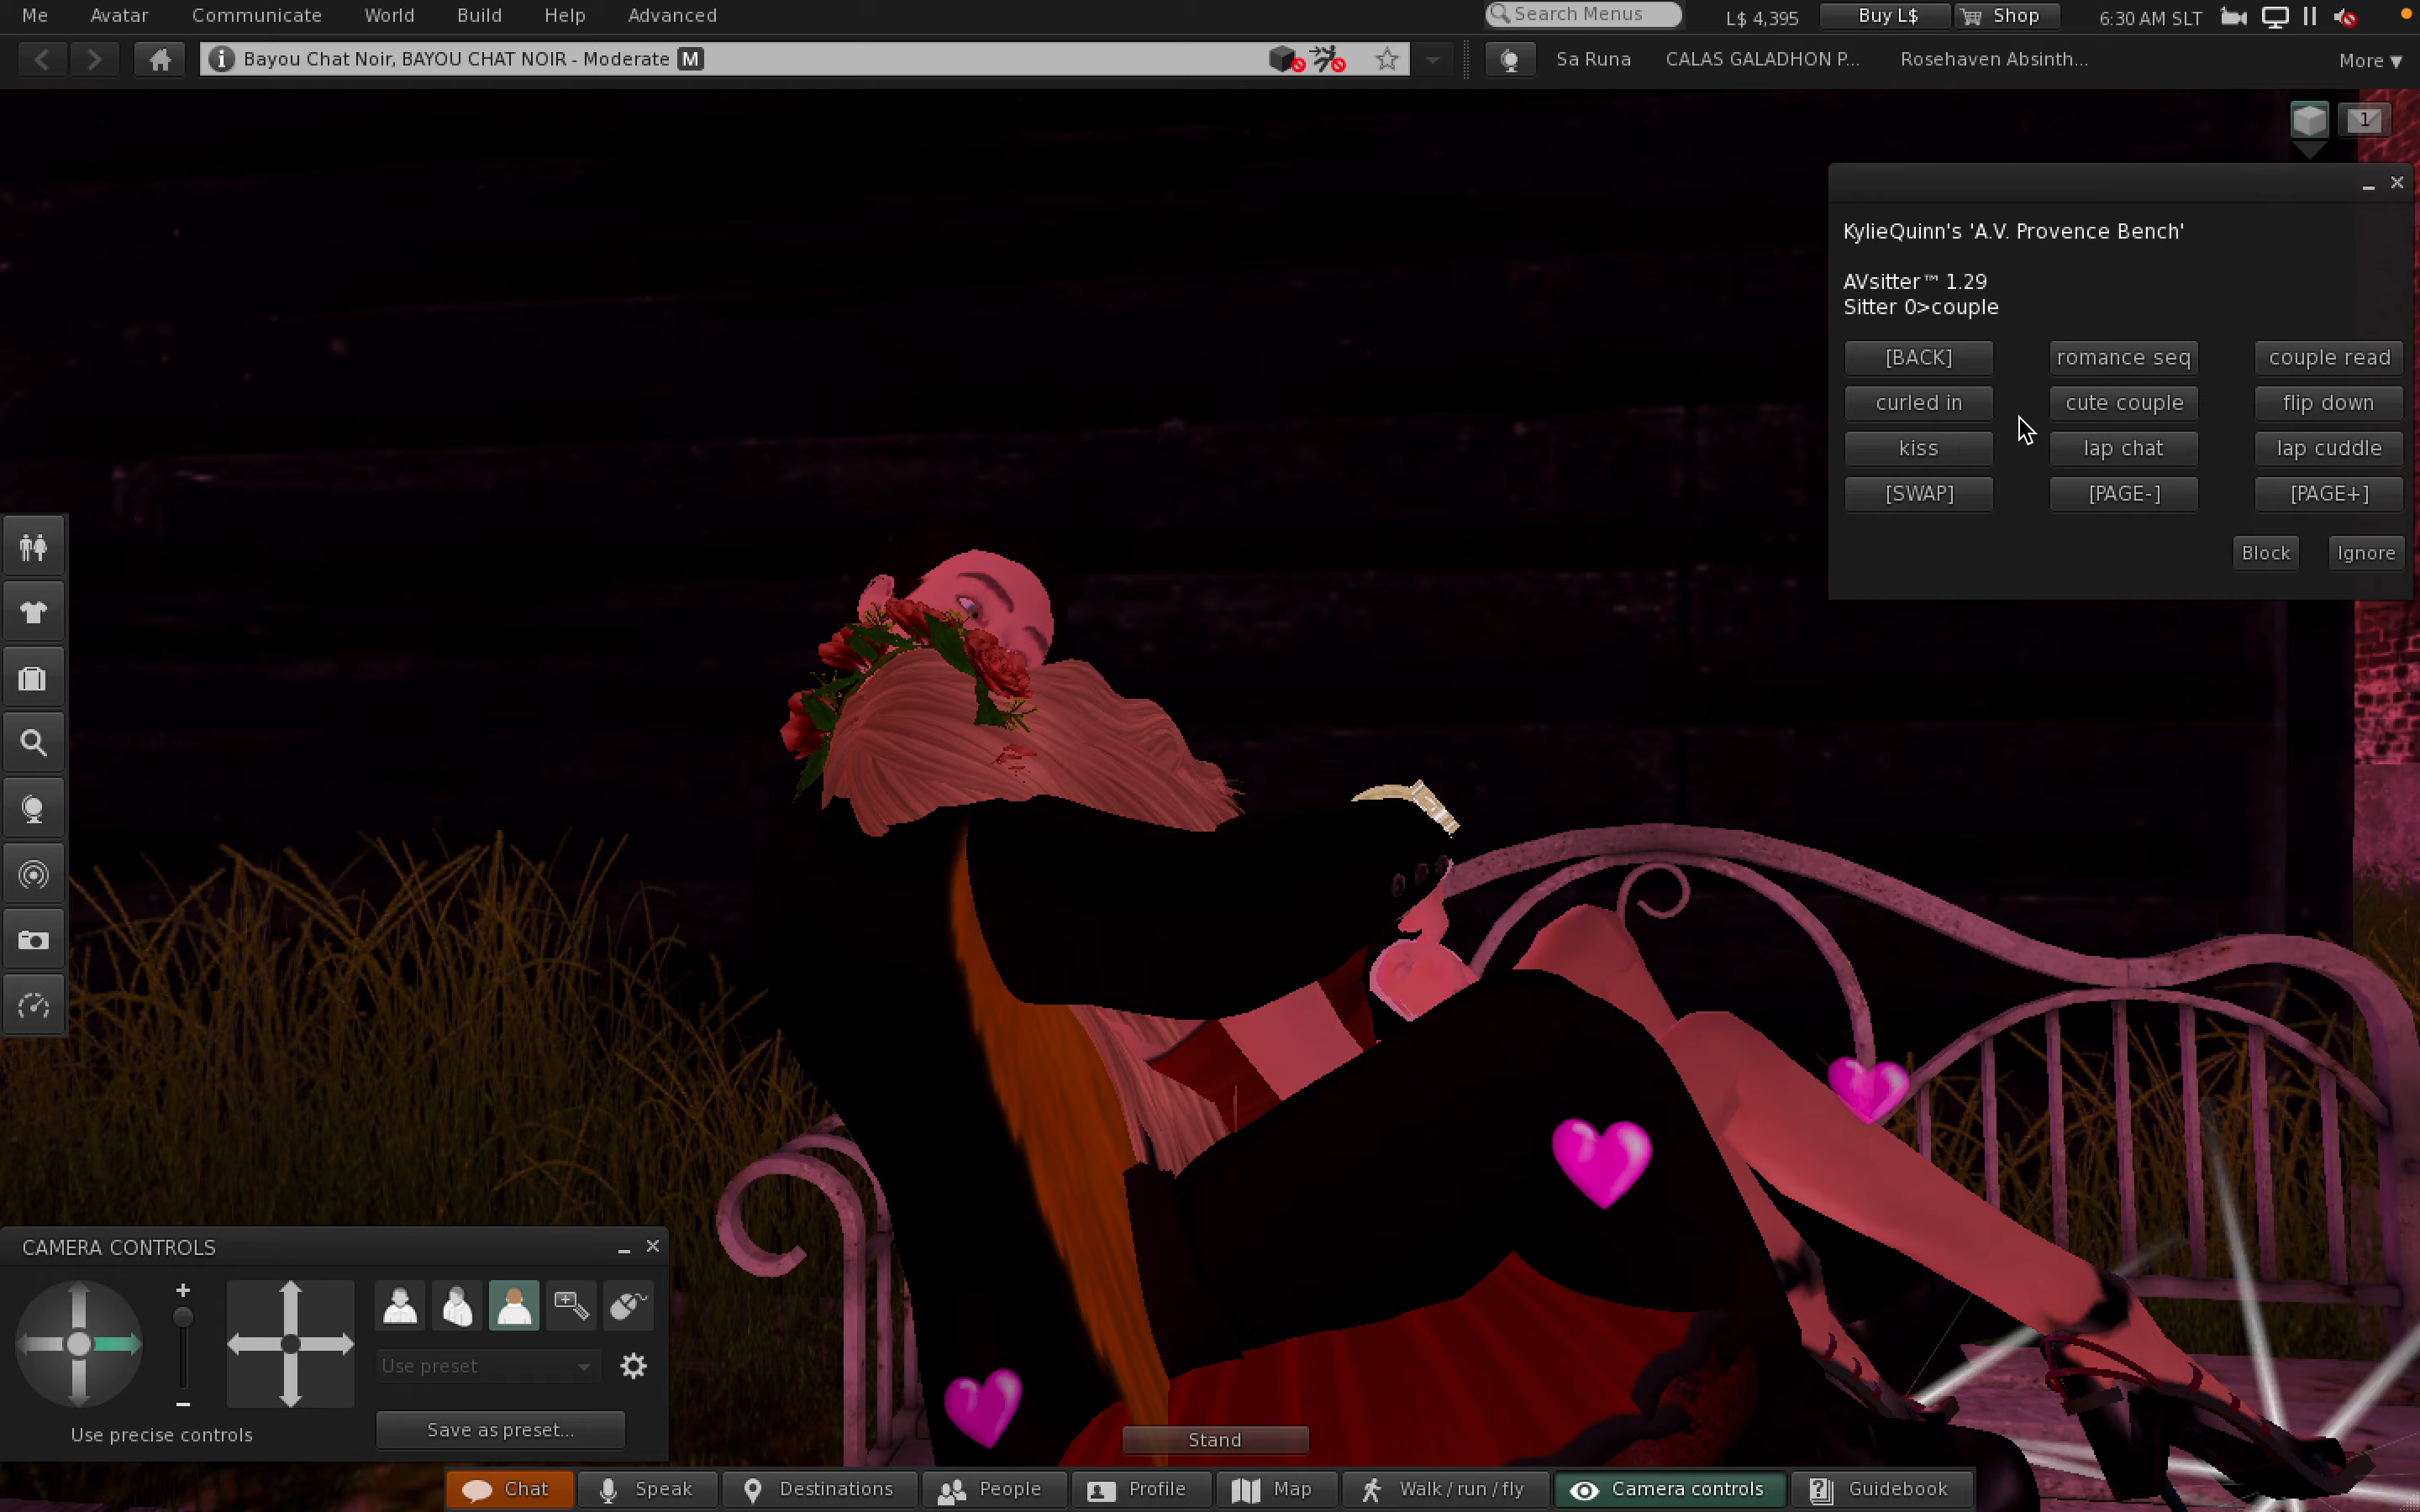 Me Avatar Communicate World Build Help Advanced Search Menus L$ 4,395 Buy L$ Shop 6:30 AM SLT
Bayou Chat Noir, BAYOU CHAT NOIR - Moderate M Sa Runa CALAS GALADHON P... Rosehaven Absinth... More
1
KylieQuinn's 'A.V. Provence Bench'
AVsitter™ 1.29
Sitter 0>couple
[BACK] romance seq couple read
curled in cute couple flip down
kiss lap chat lap cuddle
[SWAP] [PAGE-] [PAGE+]
Block Ignore
CAMERA CONTROLS
Use preset
Save as preset...
Use precise controls
Stand
Chat Speak Destinations People Profile Map Walk / run / fly Camera controls Guidebook